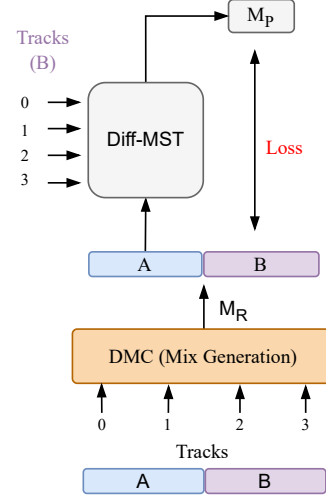 M_P
Tracks
(B)
0
1
2
3
Diff-MST
Loss
A B
M_R
DMC (Mix Generation)
0 1 2 3
Tracks
A B